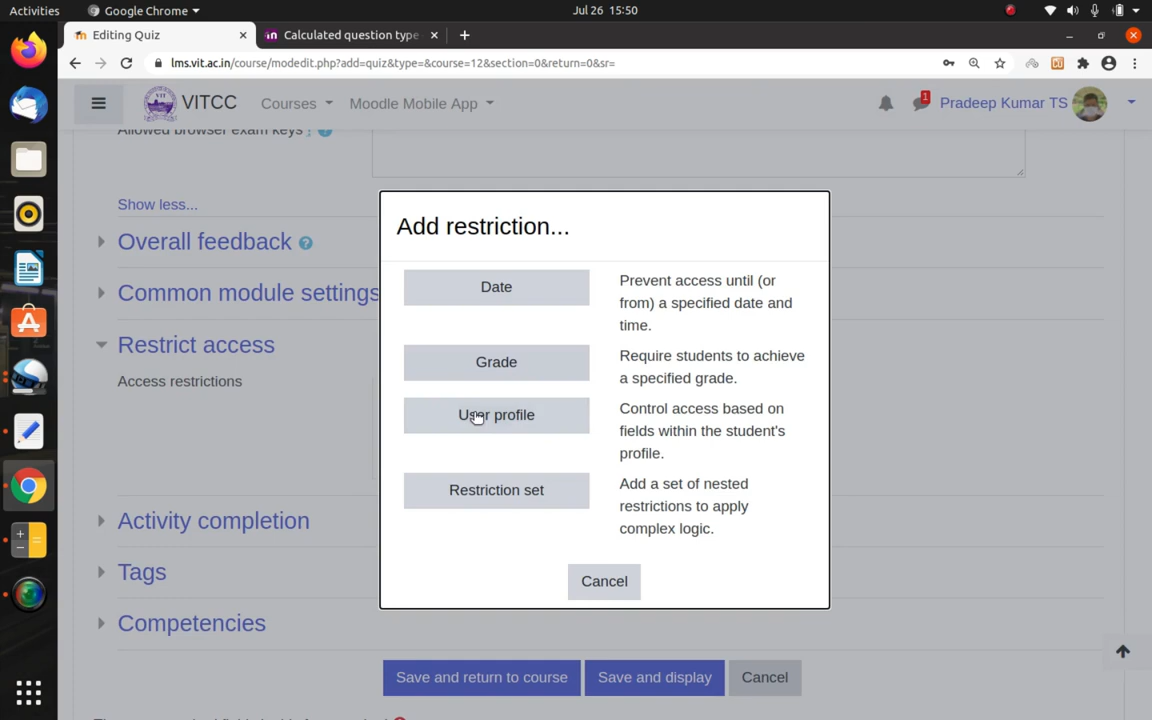 Activities
Google Chrome
Jul 26 15:50
Editing Quiz
Calculated question type
lms.vit.ac.in/course/modedit.php?add=quiz&type=&course=12&section=0&return=0&sr=
VITCC
Courses
Moodle Mobile App
1
Pradeep Kumar TS
Allowed browser exam keys
Show less...
Overall feedback
Common module settings
Restrict access
Access restrictions
Activity completion
Tags
Competencies
Add restriction...
Date
Prevent access until (or
from) a specified date and
time.
Grade
Require students to achieve
a specified grade.
User profile
Control access based on
fields within the student's
profile.
Restriction set
Add a set of nested
restrictions to apply
complex logic.
Cancel
Save and return to course
Save and display
Cancel